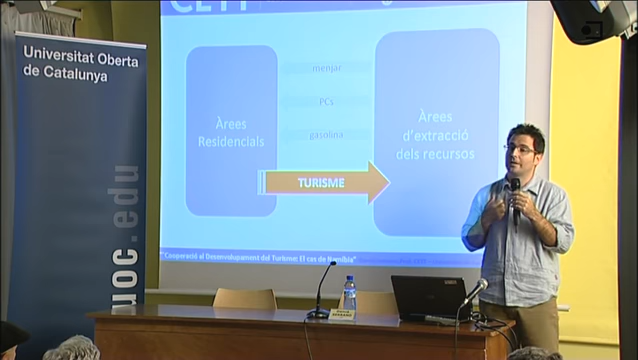 Universitat Oberta
de Catalunya
uoc.edu
CETT
menjar
PCs
gasolina
Àrees
Residencials
Àrees
d'extracció
dels recursos
TURISME
"Cooperació al Desenvolupament del Turisme: El cas de Namíbia"